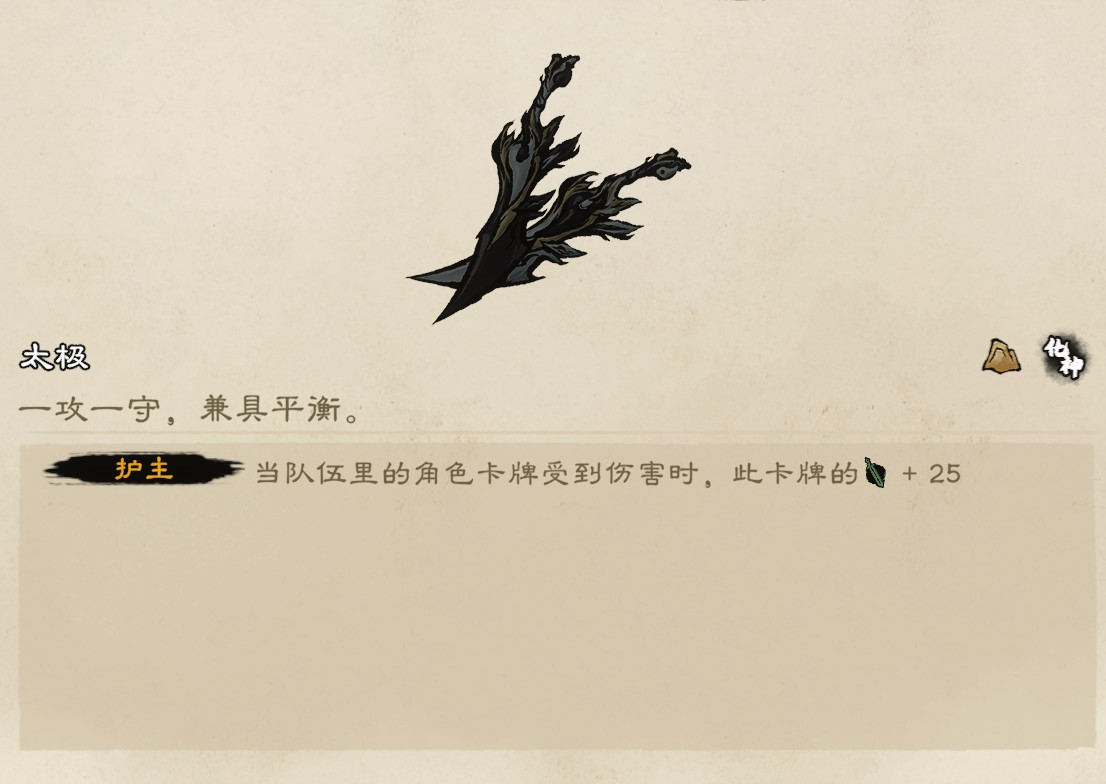 太极
化神
一攻一守，兼具平衡。
护主 当队伍里的角色卡牌受到伤害时，此卡牌的 + 25